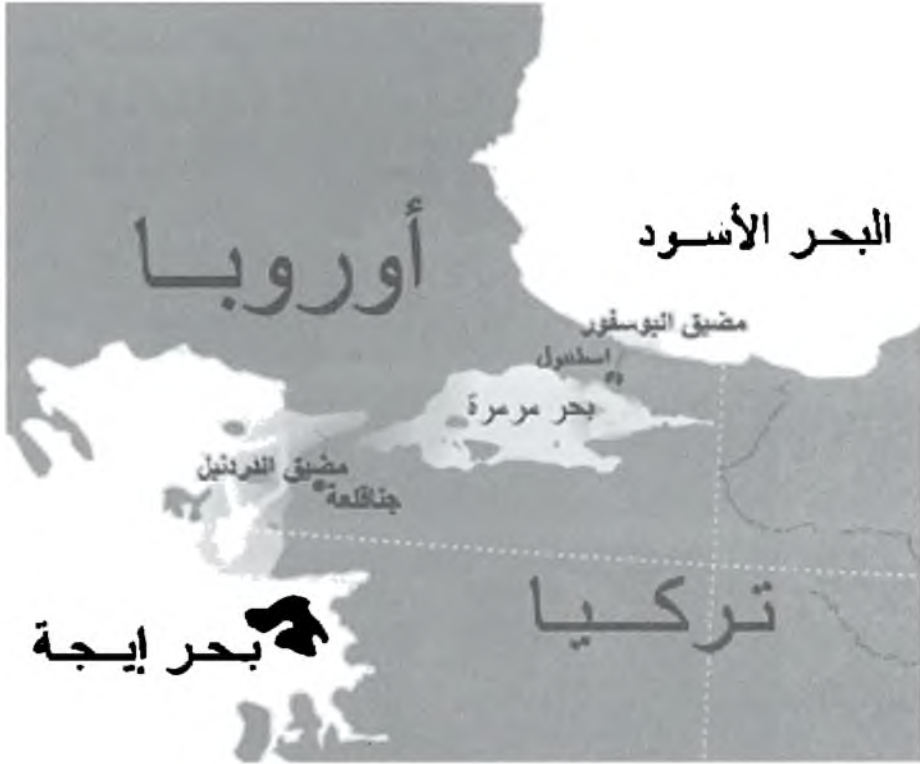 أوروبا
البحر الأسود
مضيق البوسفور
اسطنبول
بحر مرمرة
مضيق الدردنيل
جناقلعة
تركيا
بحر إيجة